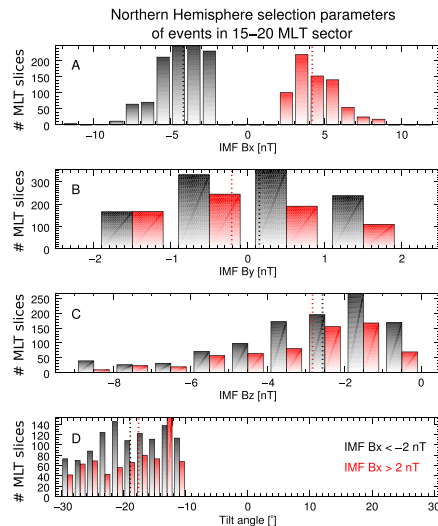 Northern Hemisphere selection parameters
of events in 15–20 MLT sector
A
# MLT slices
200
150
100
50
0
-10 -5 0 5 10
IMF Bx [nT]
B
# MLT slices
300
200
100
0
-2 -1 0 1 2
IMF By [nT]
C
# MLT slices
250
200
150
100
50
0
-8 -6 -4 -2 0
IMF Bz [nT]
D
# MLT slices
140
120
100
80
60
40
20
0
IMF Bx < -2 nT
IMF Bx > 2 nT
-30 -20 -10 0 10 20 30
Tilt angle [°]